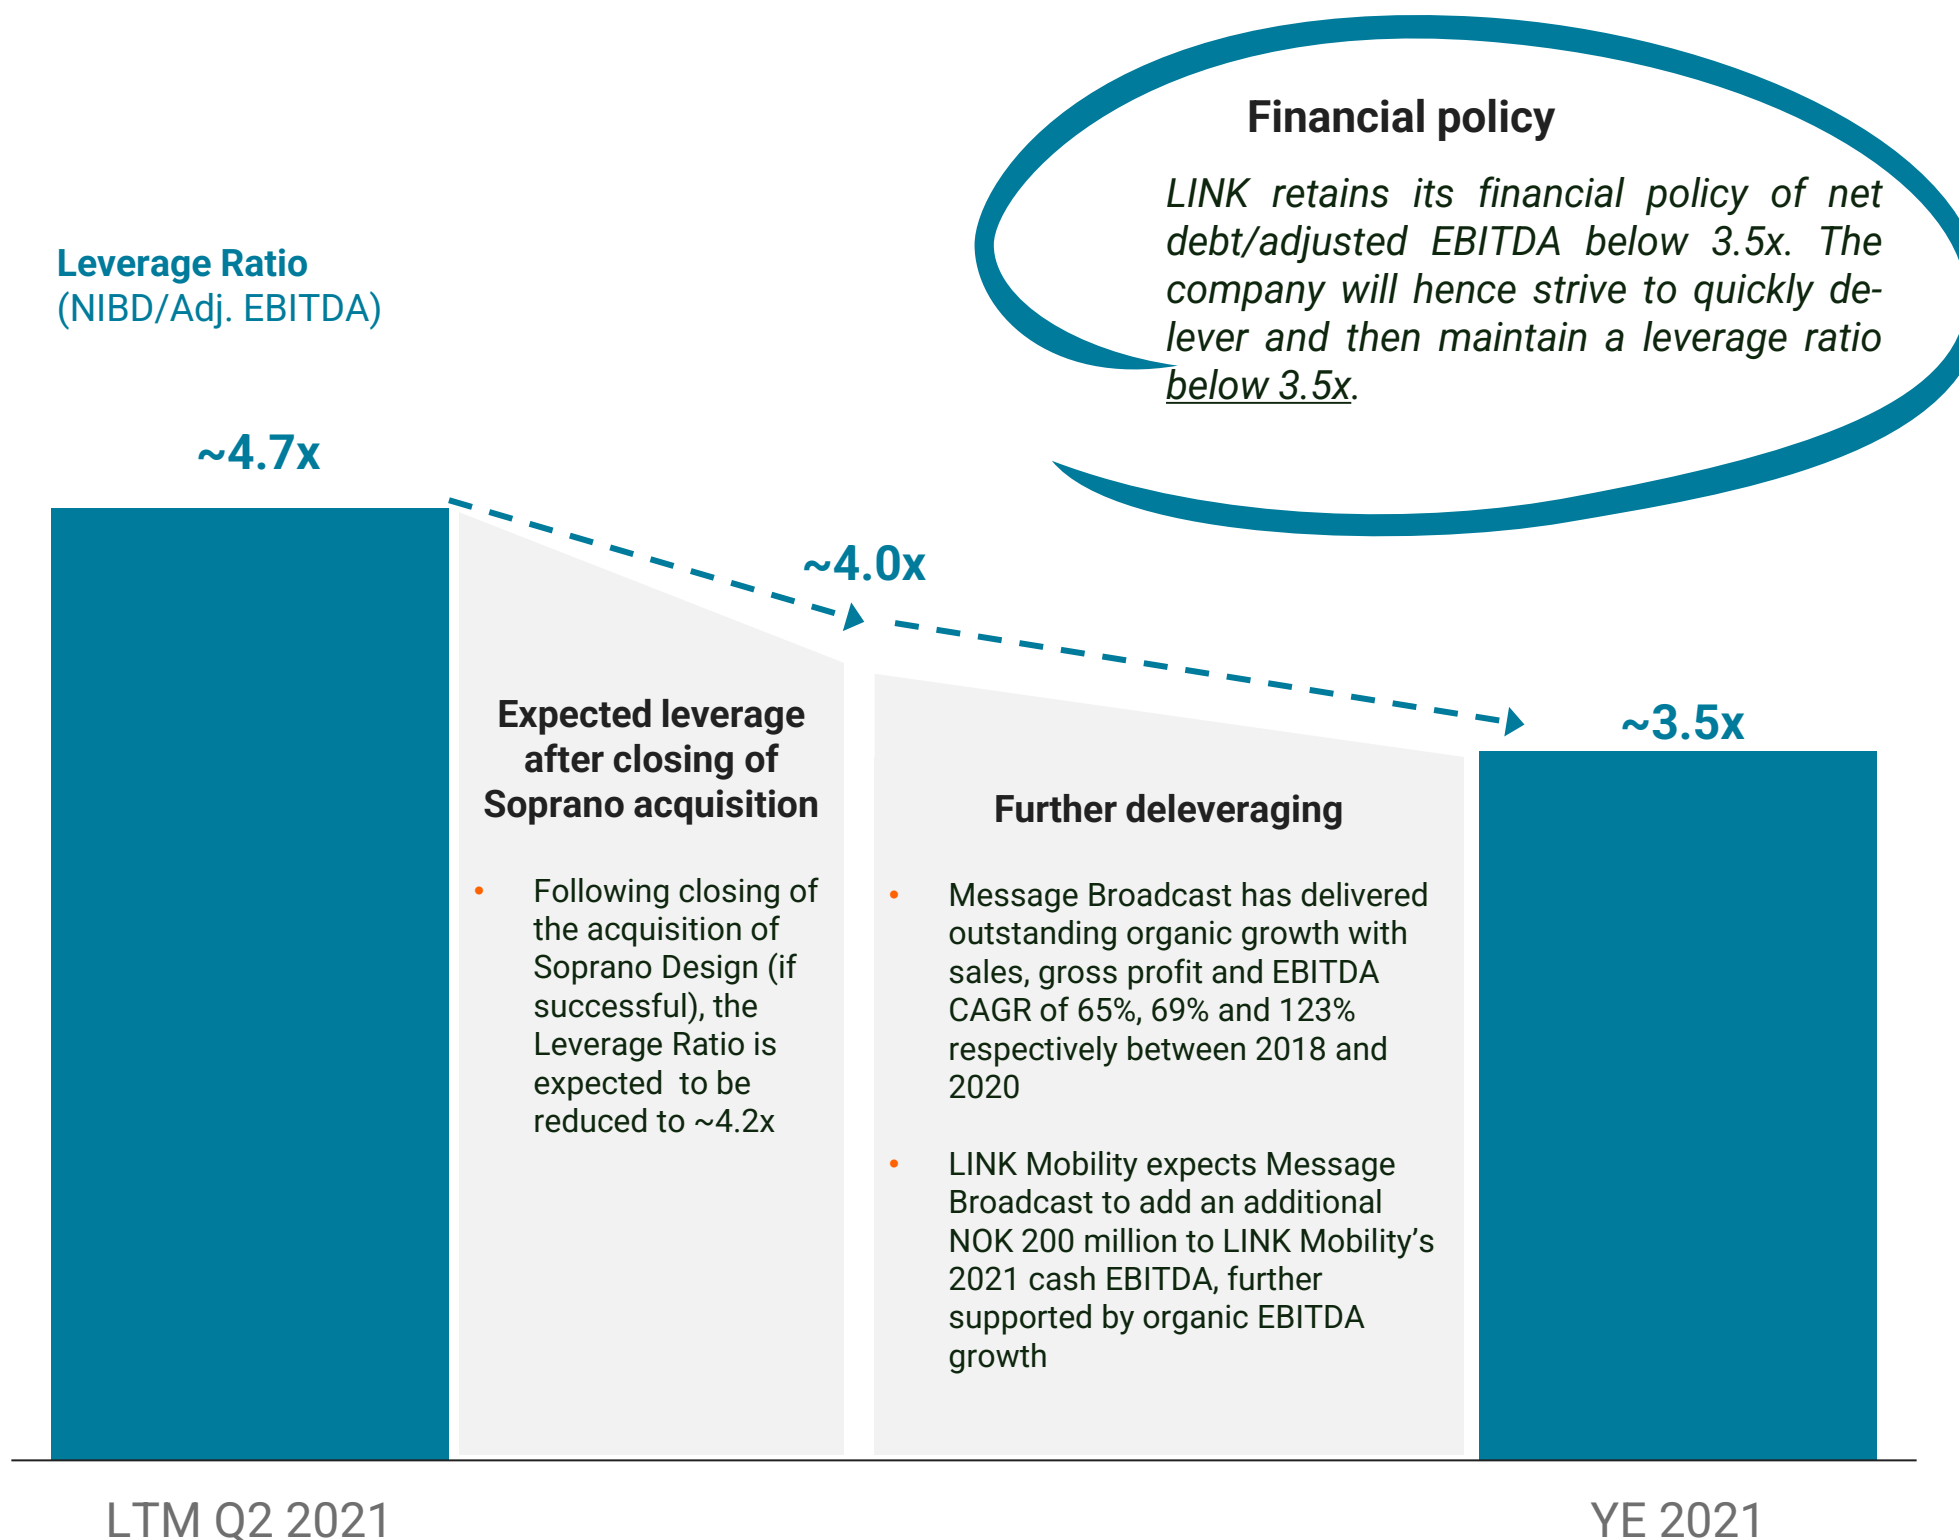 Financial policy
LINK retains its financial policy of net
debt/adjusted EBITDA below 3.5x. The
company will hence strive to quickly de-
lever and then maintain a leverage ratio
below 3.5x.
Leverage Ratio
(NIBD/Adj. EBITDA)
~4.7x
~4.0x
~3.5x
Expected leverage
after closing of
Soprano acquisition
• Following closing of
the acquisition of
Soprano Design (if
successful), the
Leverage Ratio is
expected to be
reduced to ~4.2x
Further deleveraging
• Message Broadcast has delivered
outstanding organic growth with
sales, gross profit and EBITDA
CAGR of 65%, 69% and 123%
respectively between 2018 and
2020
• LINK Mobility expects Message
Broadcast to add an additional
NOK 200 million to LINK Mobility’s
2021 cash EBITDA, further
supported by organic EBITDA
growth
LTM Q2 2021
YE 2021